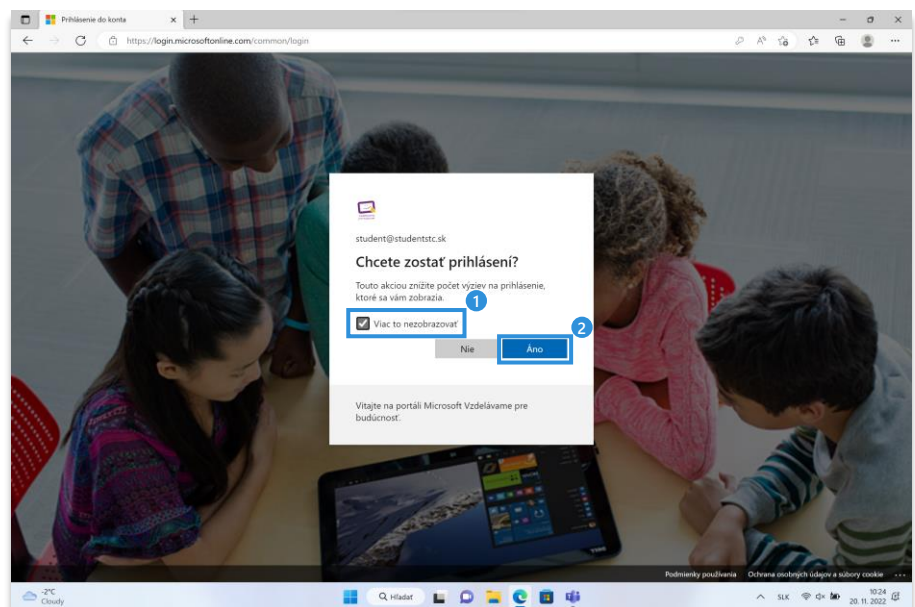 Prihlásenie do konta
https://login.microsoftonline.com/common/login
student@studentstc.sk
Chcete zostať prihlásení?
Touto akciou znížite počet výziev na prihlásenie,
ktoré sa vám zobrazia.
1
Viac to nezobrazovať
2
Nie
Áno
Vitajte na portáli Microsoft Vzdelávame pre
budúcnosť.
Podmienky používania Ochrana osobných údajov a súbory cookie
-2°C
Cloudy
Hľadať
SLK
10:24
20. 11. 2022